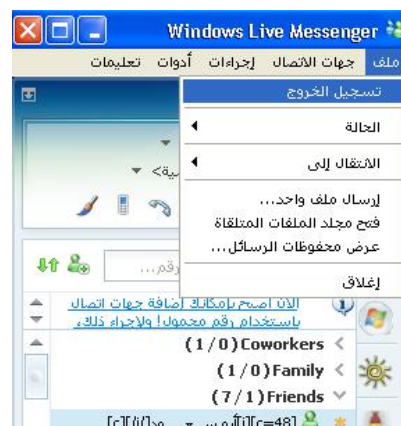 Windows Live Messenger
ملف جهات الاتصال إجراءات أدوات تعليمات
تسجيل الخروج
الحالة
الانتقال إلى
إرسال ملف واحد...
فتح مجلد الملفات المتلقاة
عرض محفوظات الرسائل...
إغلاق
رقم...
الآن أصبح بإمكانك إضافة جهات اتصال
باستخدام رقم محمول! ولإجراء ذلك،
(1/0)Coworkers
(1/0)Family
(7/1)Friends